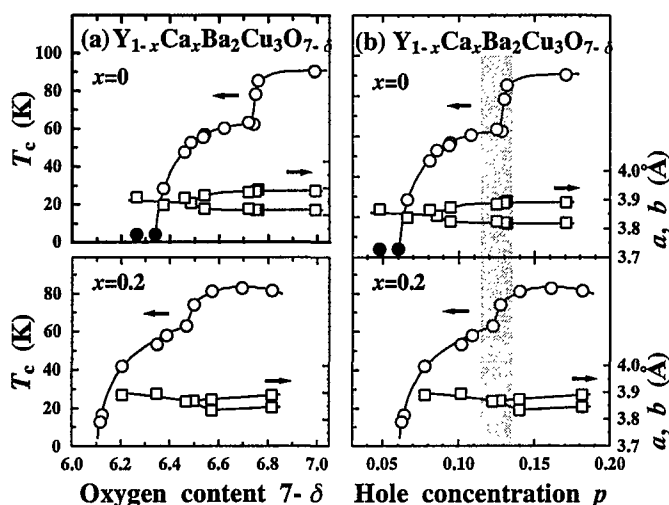 (a) Y1-xCaxBa2Cu3O7-δ
(b) Y1-xCaxBa2Cu3O7-δ
100
80
60
40
20
0
Tc (K)
x=0
x=0
4.0
3.9
3.8
3.7
a, b (Å)
80
60
40
20
0
Tc (K)
x=0.2
x=0.2
4.0
3.9
3.8
3.7
a, b (Å)
6.0 6.2 6.4 6.6 6.8 7.0
0.05 0.10 0.15 0.20
Oxygen content 7-δ
Hole concentration p